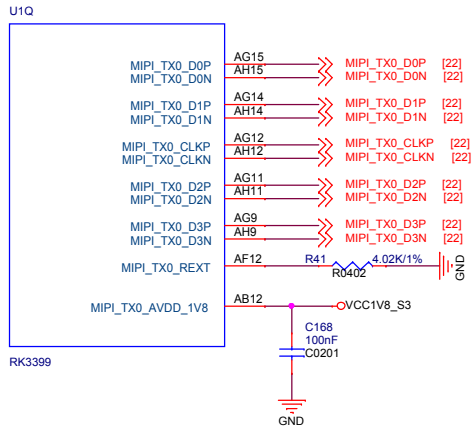 U1Q
MIPI_TX0_D0P AG15 MIPI_TX0_D0P [22]
MIPI_TX0_D0N AH15 MIPI_TX0_D0N [22]
MIPI_TX0_D1P AG14 MIPI_TX0_D1P [22]
MIPI_TX0_D1N AH14 MIPI_TX0_D1N [22]
MIPI_TX0_CLKP AG12 MIPI_TX0_CLKP [22]
MIPI_TX0_CLKN AH12 MIPI_TX0_CLKN [22]
MIPI_TX0_D2P AG11 MIPI_TX0_D2P [22]
MIPI_TX0_D2N AH11 MIPI_TX0_D2N [22]
MIPI_TX0_D3P AG9 MIPI_TX0_D3P [22]
MIPI_TX0_D3N AH9 MIPI_TX0_D3N [22]
MIPI_TX0_REXT AF12 R41 4.02K/1% GND
R0402
MIPI_TX0_AVDD_1V8 AB12 VCC1V8_S3
C168
100nF
C0201
RK3399
GND